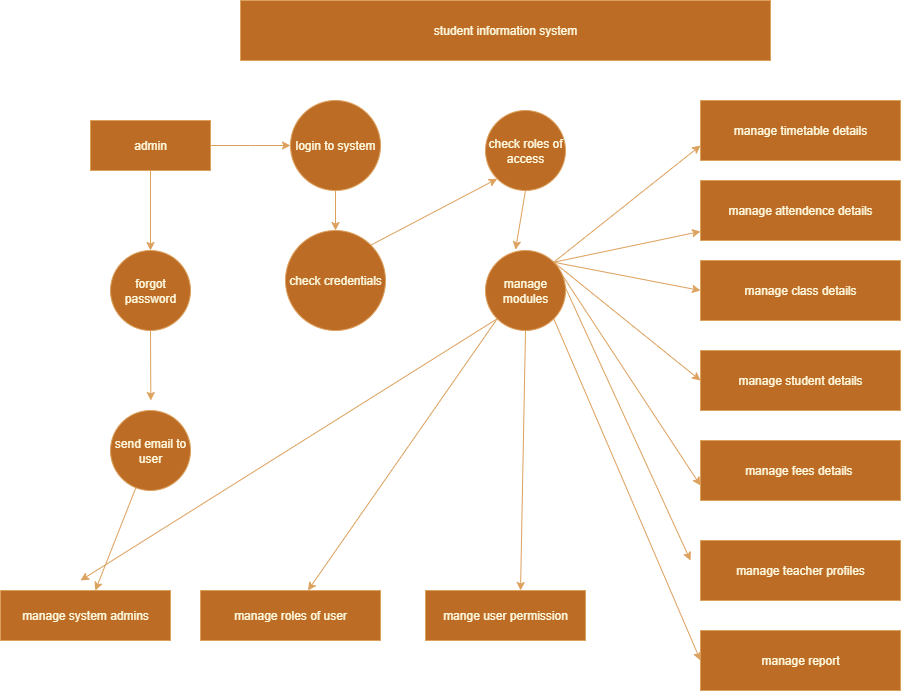 student information system
admin
login to system
check roles of
access
manage timetable details
manage attendence details
forgot
password
check credentials
manage
modules
manage class details
manage student details
send email to
user
manage fees details
manage teacher profiles
manage system admins
manage roles of user
mange user permission
manage report